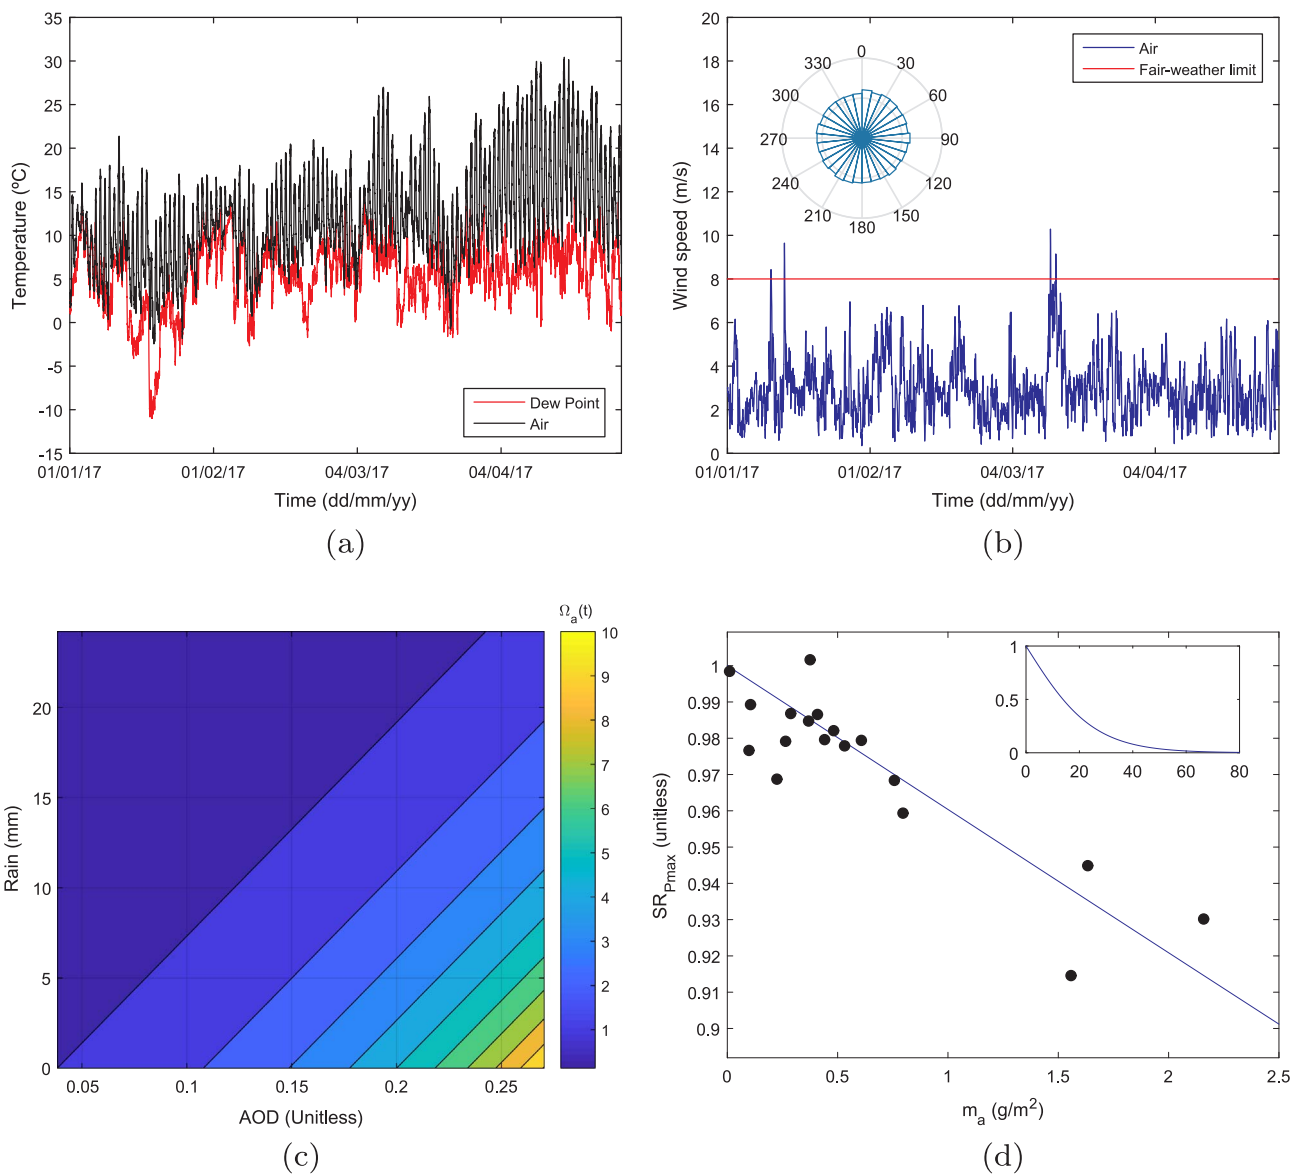 35
30
25
20
15
10
5
0
-5
-10
-15
Temperature (ºC)
Dew Point
Air
01/01/17 01/02/17 04/03/17 04/04/17
Time (dd/mm/yy)
(a)
20
18
16
14
12
10
8
6
4
2
0
Wind speed (m/s)
0
30
60
90
120
150
180
210
240
270
300
330
Air
Fair-weather limit
01/01/17 01/02/17 04/03/17 04/04/17
Time (dd/mm/yy)
(b)
20
15
10
5
0
Rain (mm)
0.05 0.1 0.15 0.2 0.25
AOD (Unitless)
Ωa(t)
10
9
8
7
6
5
4
3
2
1
(c)
1
0.99
0.98
0.97
0.96
0.95
0.94
0.93
0.92
0.91
0.9
SRPmax (unitless)
1
0.5
0
0 20 40 60 80
0 0.5 1 1.5 2 2.5
ma (g/m²)
(d)